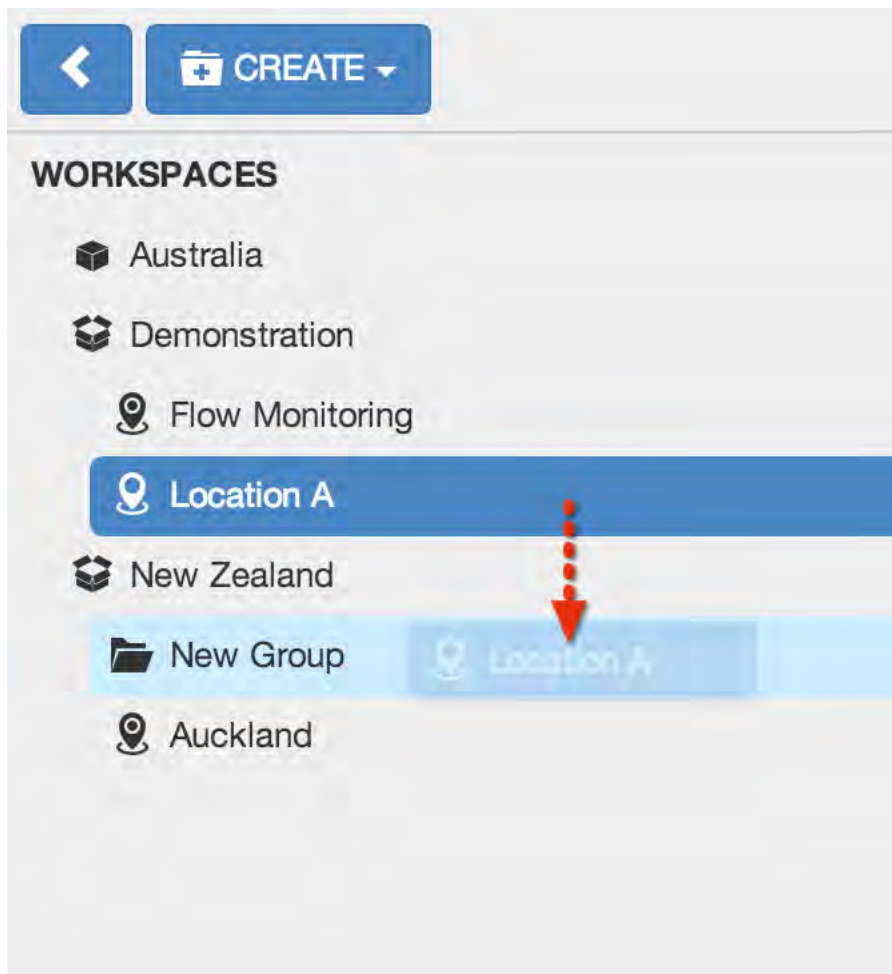 CREATE
WORKSPACES
Australia
Demonstration
Flow Monitoring
Location A
New Zealand
New Group
Location A
Auckland